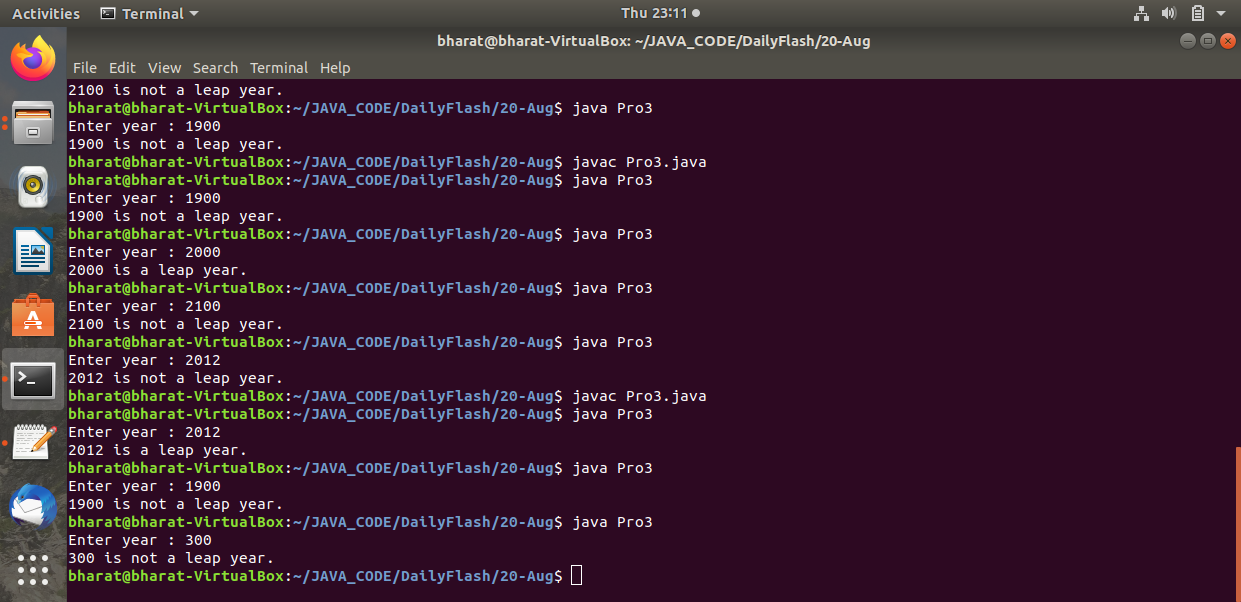 Activities Terminal Thu 23:11
bharat@bharat-VirtualBox: ~/JAVA_CODE/DailyFlash/20-Aug
File Edit View Search Terminal Help
2100 is not a leap year.
bharat@bharat-VirtualBox:~/JAVA_CODE/DailyFlash/20-Aug$ java Pro3
Enter year : 1900
1900 is not a leap year.
bharat@bharat-VirtualBox:~/JAVA_CODE/DailyFlash/20-Aug$ javac Pro3.java
bharat@bharat-VirtualBox:~/JAVA_CODE/DailyFlash/20-Aug$ java Pro3
Enter year : 1900
1900 is not a leap year.
bharat@bharat-VirtualBox:~/JAVA_CODE/DailyFlash/20-Aug$ java Pro3
Enter year : 2000
2000 is a leap year.
bharat@bharat-VirtualBox:~/JAVA_CODE/DailyFlash/20-Aug$ java Pro3
Enter year : 2100
2100 is not a leap year.
bharat@bharat-VirtualBox:~/JAVA_CODE/DailyFlash/20-Aug$ java Pro3
Enter year : 2012
2012 is not a leap year.
bharat@bharat-VirtualBox:~/JAVA_CODE/DailyFlash/20-Aug$ javac Pro3.java
bharat@bharat-VirtualBox:~/JAVA_CODE/DailyFlash/20-Aug$ java Pro3
Enter year : 2012
2012 is a leap year.
bharat@bharat-VirtualBox:~/JAVA_CODE/DailyFlash/20-Aug$ java Pro3
Enter year : 1900
1900 is not a leap year.
bharat@bharat-VirtualBox:~/JAVA_CODE/DailyFlash/20-Aug$ java Pro3
Enter year : 300
300 is not a leap year.
bharat@bharat-VirtualBox:~/JAVA_CODE/DailyFlash/20-Aug$